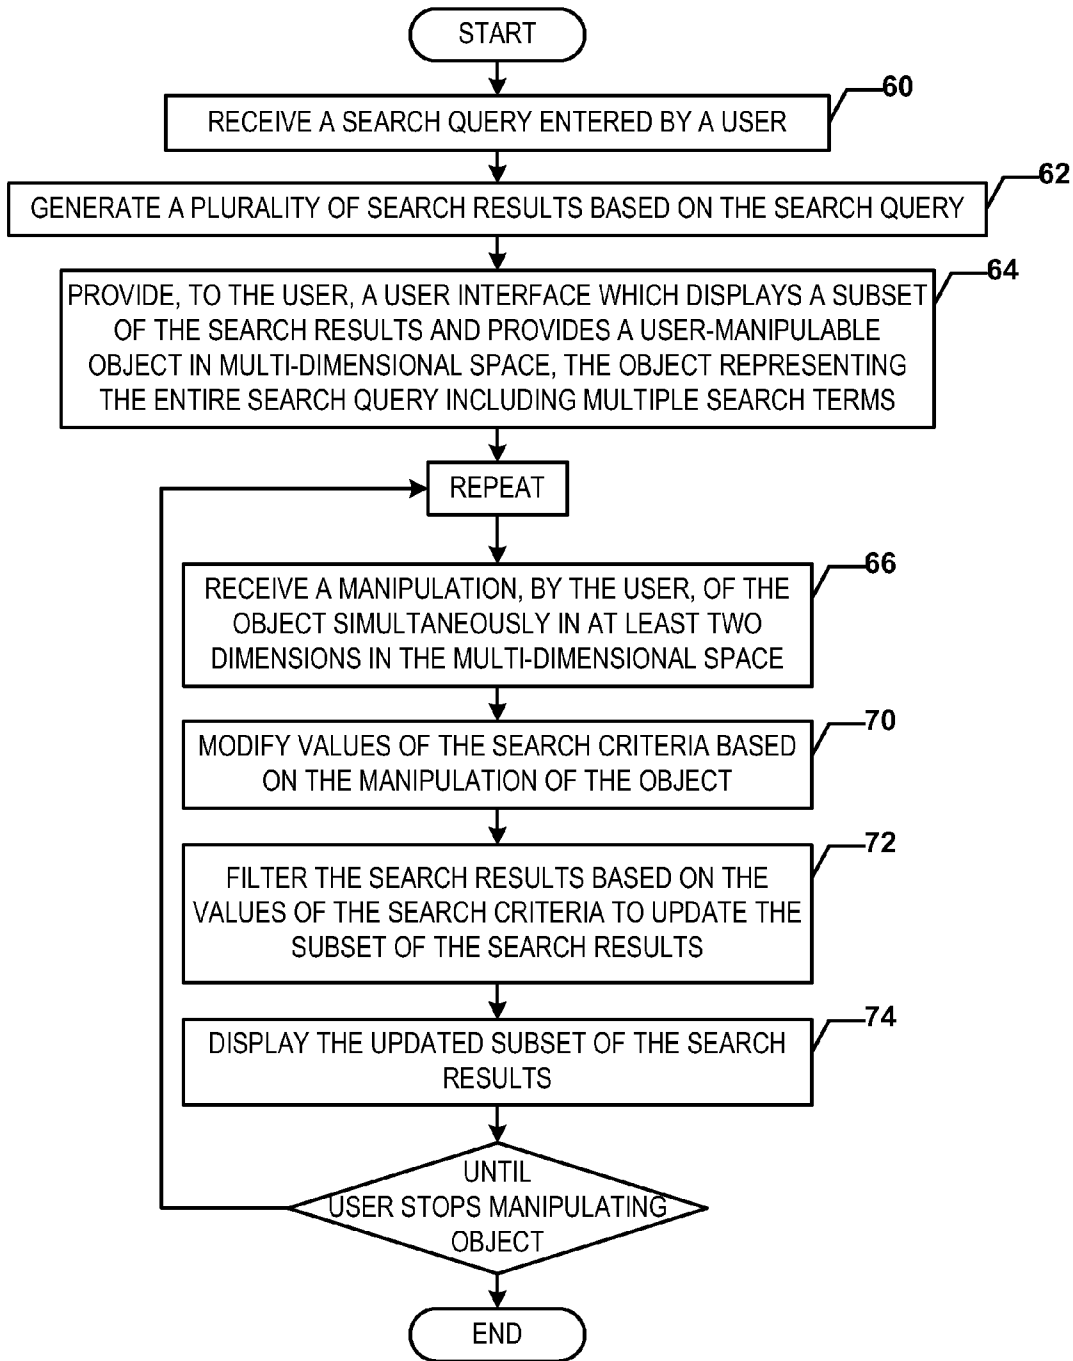 START
60
RECEIVE A SEARCH QUERY ENTERED BY A USER
62
GENERATE A PLURALITY OF SEARCH RESULTS BASED ON THE SEARCH QUERY
64
PROVIDE, TO THE USER, A USER INTERFACE WHICH DISPLAYS A SUBSET
OF THE SEARCH RESULTS AND PROVIDES A USER-MANIPULABLE
OBJECT IN MULTI-DIMENSIONAL SPACE, THE OBJECT REPRESENTING
THE ENTIRE SEARCH QUERY INCLUDING MULTIPLE SEARCH TERMS
REPEAT
66
RECEIVE A MANIPULATION, BY THE USER, OF THE
OBJECT SIMULTANEOUSLY IN AT LEAST TWO
DIMENSIONS IN THE MULTI-DIMENSIONAL SPACE
70
MODIFY VALUES OF THE SEARCH CRITERIA BASED
ON THE MANIPULATION OF THE OBJECT
72
FILTER THE SEARCH RESULTS BASED ON THE
VALUES OF THE SEARCH CRITERIA TO UPDATE THE
SUBSET OF THE SEARCH RESULTS
74
DISPLAY THE UPDATED SUBSET OF THE SEARCH
RESULTS
UNTIL
USER STOPS MANIPULATING
OBJECT
END